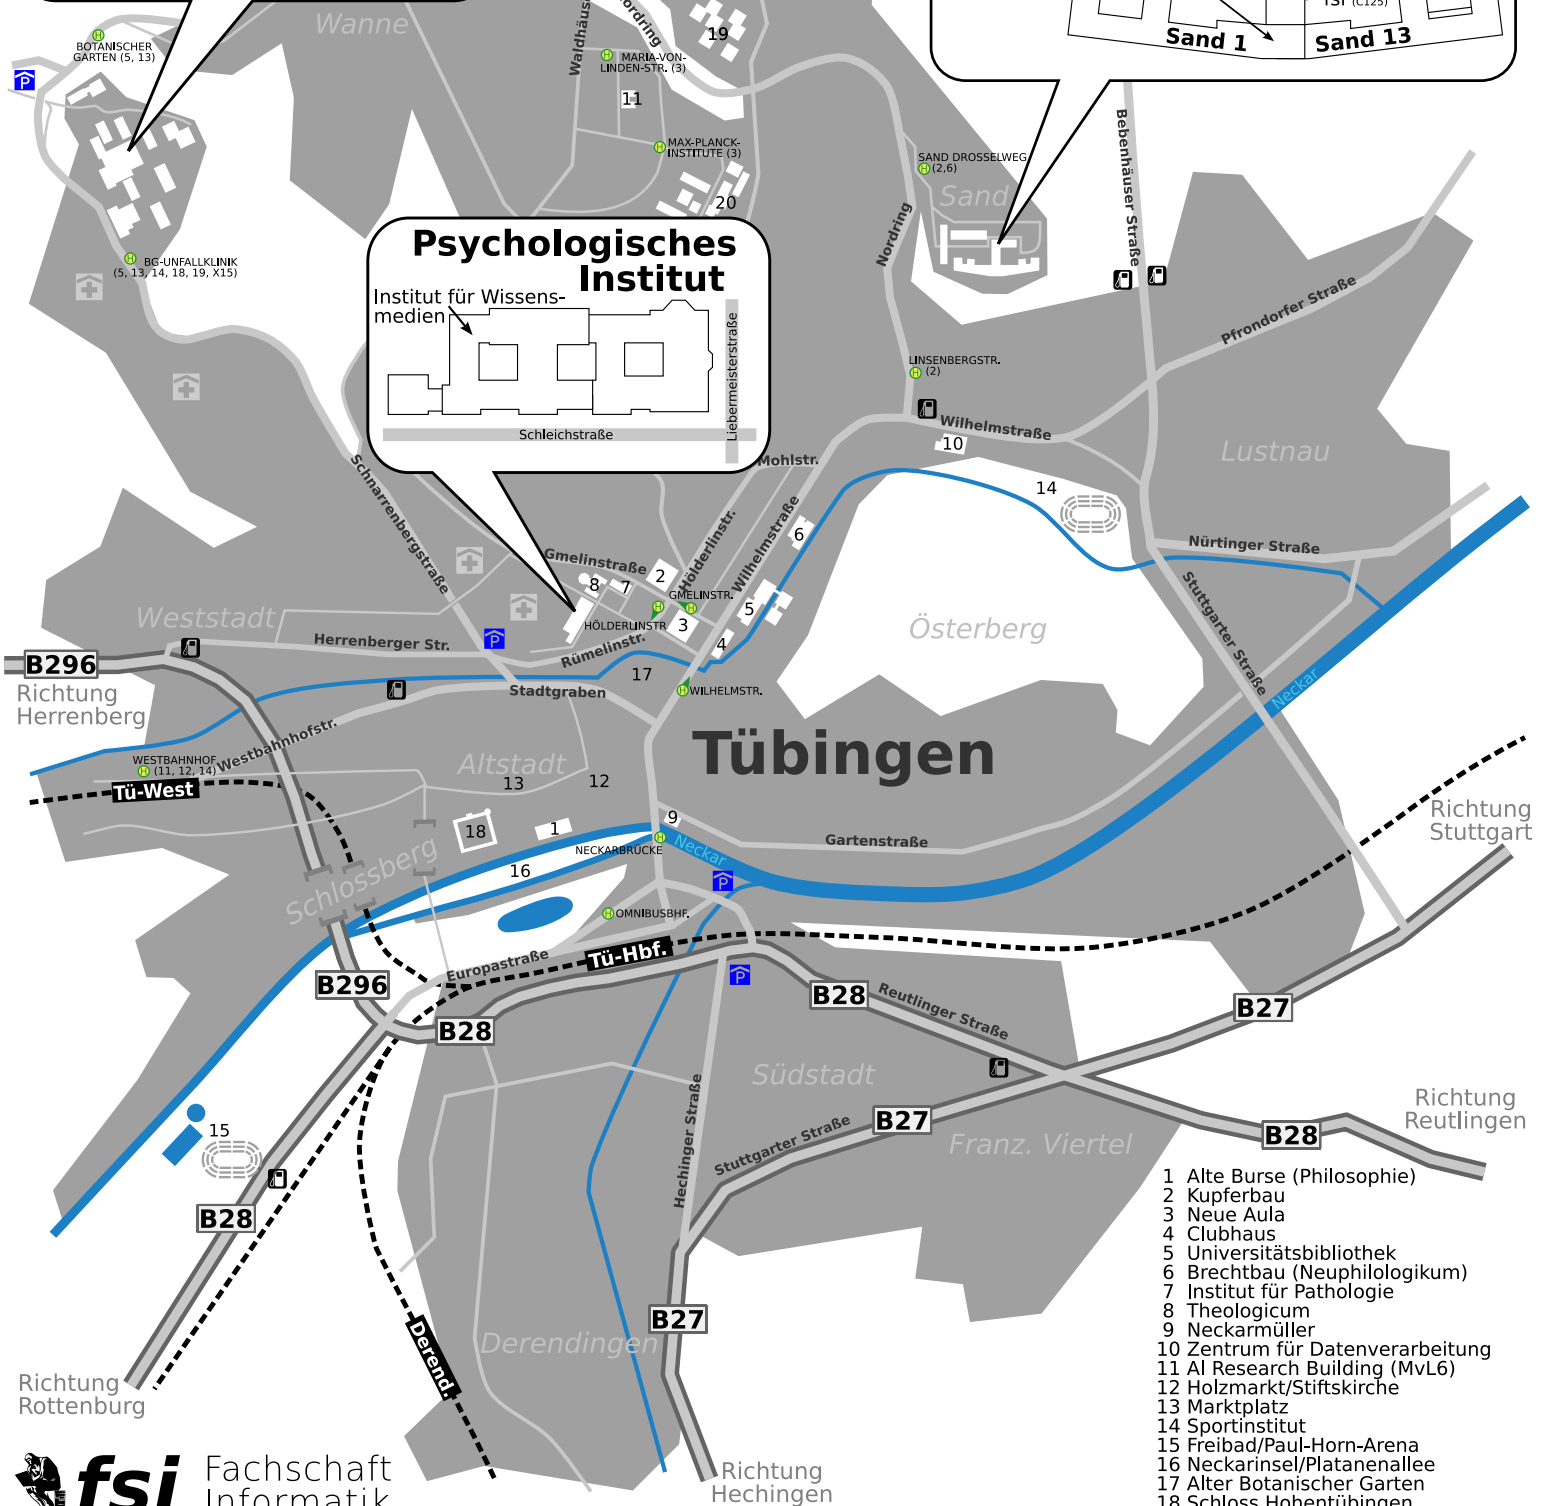 Wanne
BOTANISCHER
GARTEN (5, 13)
P
Waldhäuse
Nordring
19
MARIA-VON-
LINDEN-STR. (3)
11
MAX-PLANCK-
INSTITUTE (3)
20
(C125)
Sand 1
Sand 13
SAND DROSSELWEG
(2,6)
Sand
Bebenhäuser Straße
Nordring
BG-UNFALLKLINIK
(5, 13, 14, 18, 19, X15)
Psychologisches
Institut
Institut für Wissens-
medien
Liebermeisterstraße
Schleichstraße
Pfrondorfer Straße
LINSENBERGSTR.
(2)
Wilhelmstraße
10
Lustnau
Mohlstr.
14
Schnarrenbergstraße
Hölderlinstr.
Wilhelmstraße
6
Gmelinstraße
2
8
7
GMELINSTR.
HÖLDERLINSTR.
3
5
4
Nürtinger Straße
Stuttgarter Straße
Weststadt
Herrenberger Str.
P
Rümelinstr.
Österberg
B296
Richtung
Herrenberg
17
Stadtgraben
WILHELMSTR.
Neckar
Westbahnhofstr.
WESTBAHNHOF
(11, 12, 14)
Tü-West
Altstadt
13
12
Tübingen
Richtung
Stuttgart
18
1
9
NECKARBRÜCKE
Neckar
Gartenstraße
Schlossberg
16
P
OMNIBUSBHF.
Europastraße
Tü-Hbf.
P
B296
B28
B28
Reutlinger Straße
B27
Südstadt
Hechinger Straße
Stuttgarter Straße
B27
Franz. Viertel
Richtung
Reutlingen
B28
15
B28
B27
Derendingen
Derend.
Richtung
Rottenburg
Richtung
Hechingen
fsi
Fachschaft
Informatik
1 Alte Burse (Philosophie)
2 Kupferbau
3 Neue Aula
4 Clubhaus
5 Universitätsbibliothek
6 Brechtbau (Neuphilologikum)
7 Institut für Pathologie
8 Theologicum
9 Neckarmüller
10 Zentrum für Datenverarbeitung
11 AI Research Building (MvL6)
12 Holzmarkt/Stiftskirche
13 Marktplatz
14 Sportinstitut
15 Freibad/Paul-Horn-Arena
16 Neckarinsel/Platanenallee
17 Alter Botanischer Garten
18 Schloss Hohentübingen